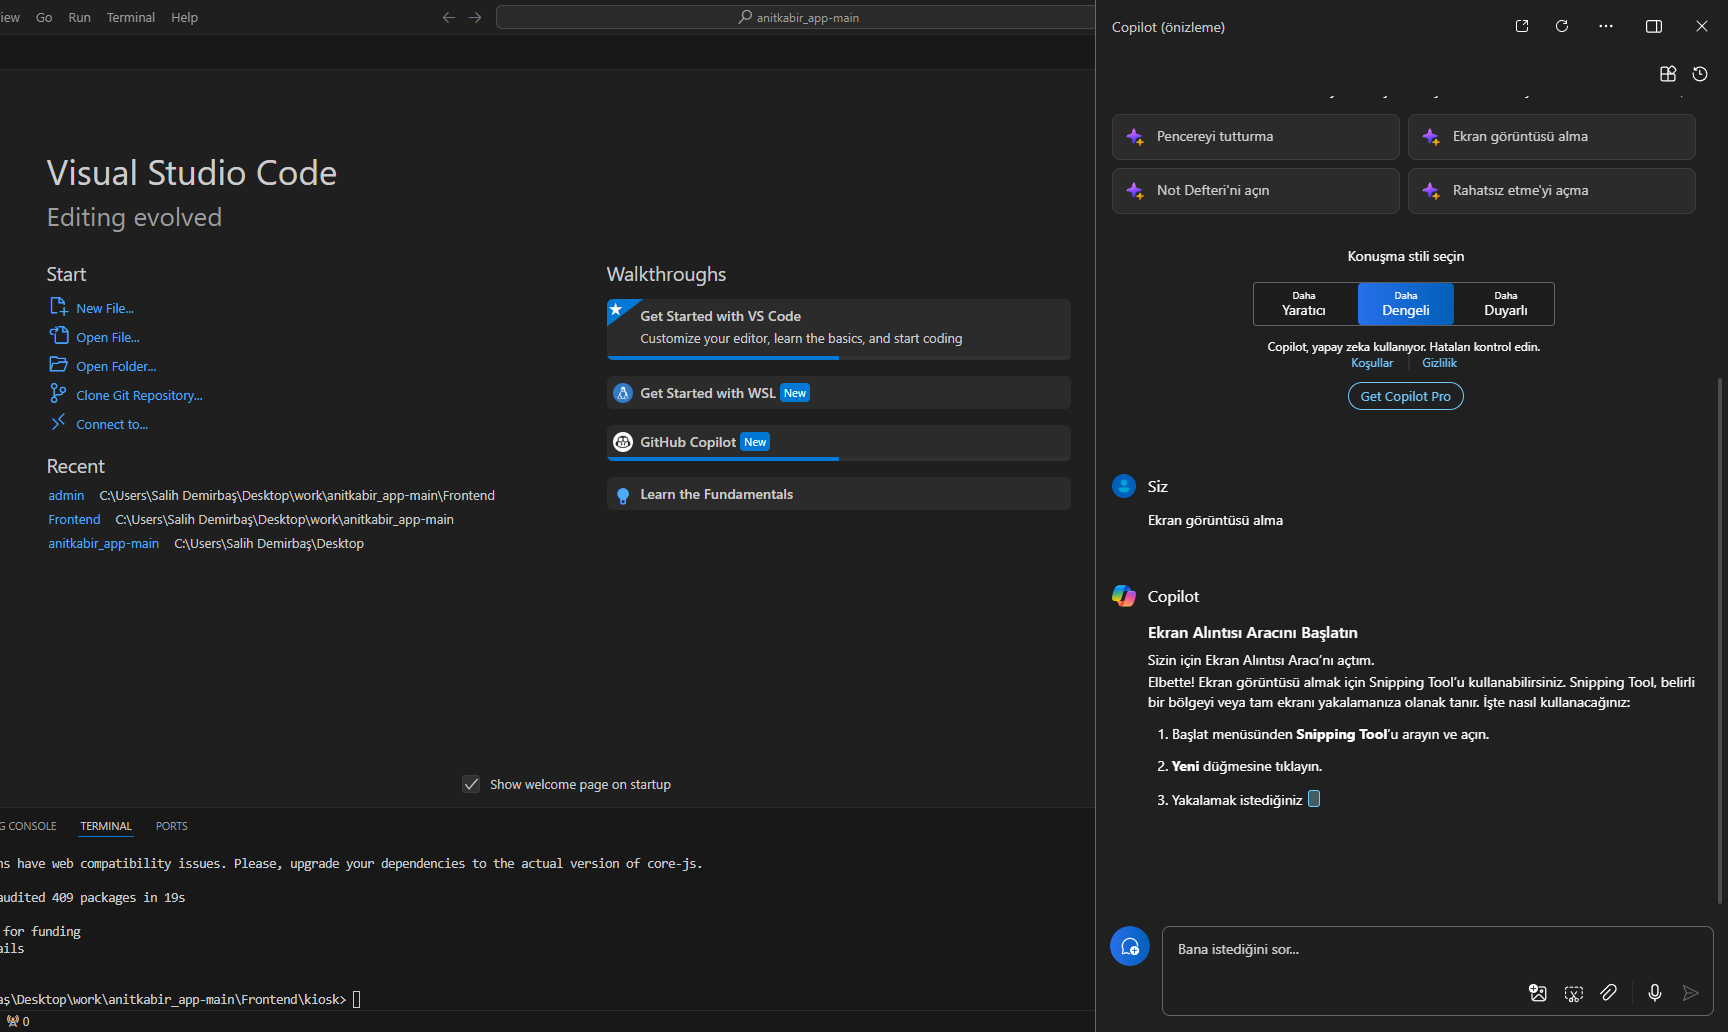 Go Run Terminal Help
anitkabir_app-main
Visual Studio Code
Editing evolved
Start
New File...
Open File...
Open Folder...
Clone Git Repository...
Connect to...
Recent
admin C:\Users\Salih Demirbaş\Desktop\work\anitkabir_app-main\Frontend
Frontend C:\Users\Salih Demirbaş\Desktop\work\anitkabir_app-main
anitkabir_app-main C:\Users\Salih Demirbaş\Desktop
Walkthroughs
Get Started with VS Code
Customize your editor, learn the basics, and start coding
Get Started with WSL New
GitHub Copilot New
Learn the Fundamentals
Show welcome page on startup
G CONSOLE TERMINAL PORTS
ns have web compatibility issues. Please, upgrade your dependencies to the actual version of core-js.
audited 409 packages in 19s
for funding
ails
aş\Desktop\work\anitkabir_app-main\Frontend\kiosk>
0
Copilot (önizleme)
Pencereyi tutturma
Ekran görüntüsü alma
Not Defteri'ni açın
Rahatsız etme'yi açma
Konuşma stili seçin
Daha Yaratıcı
Daha Dengeli
Daha Duyarlı
Copilot, yapay zeka kullanıyor. Hataları kontrol edin.
Koşullar Gizlilik
Get Copilot Pro
Siz
Ekran görüntüsü alma
Copilot
Ekran Alıntısı Aracını Başlatın
Sizin için Ekran Alıntısı Aracı’nı açtım.
Elbette! Ekran görüntüsü almak için Snipping Tool’u kullanabilirsiniz. Snipping Tool, belirli
bir bölgeyi veya tam ekranı yakalamanıza olanak tanır. İşte nasıl kullanacağınız:
1. Başlat menüsünden Snipping Tool’u arayın ve açın.
2. Yeni düğmesine tıklayın.
3. Yakalamak istediğiniz
Bana istediğini sor...